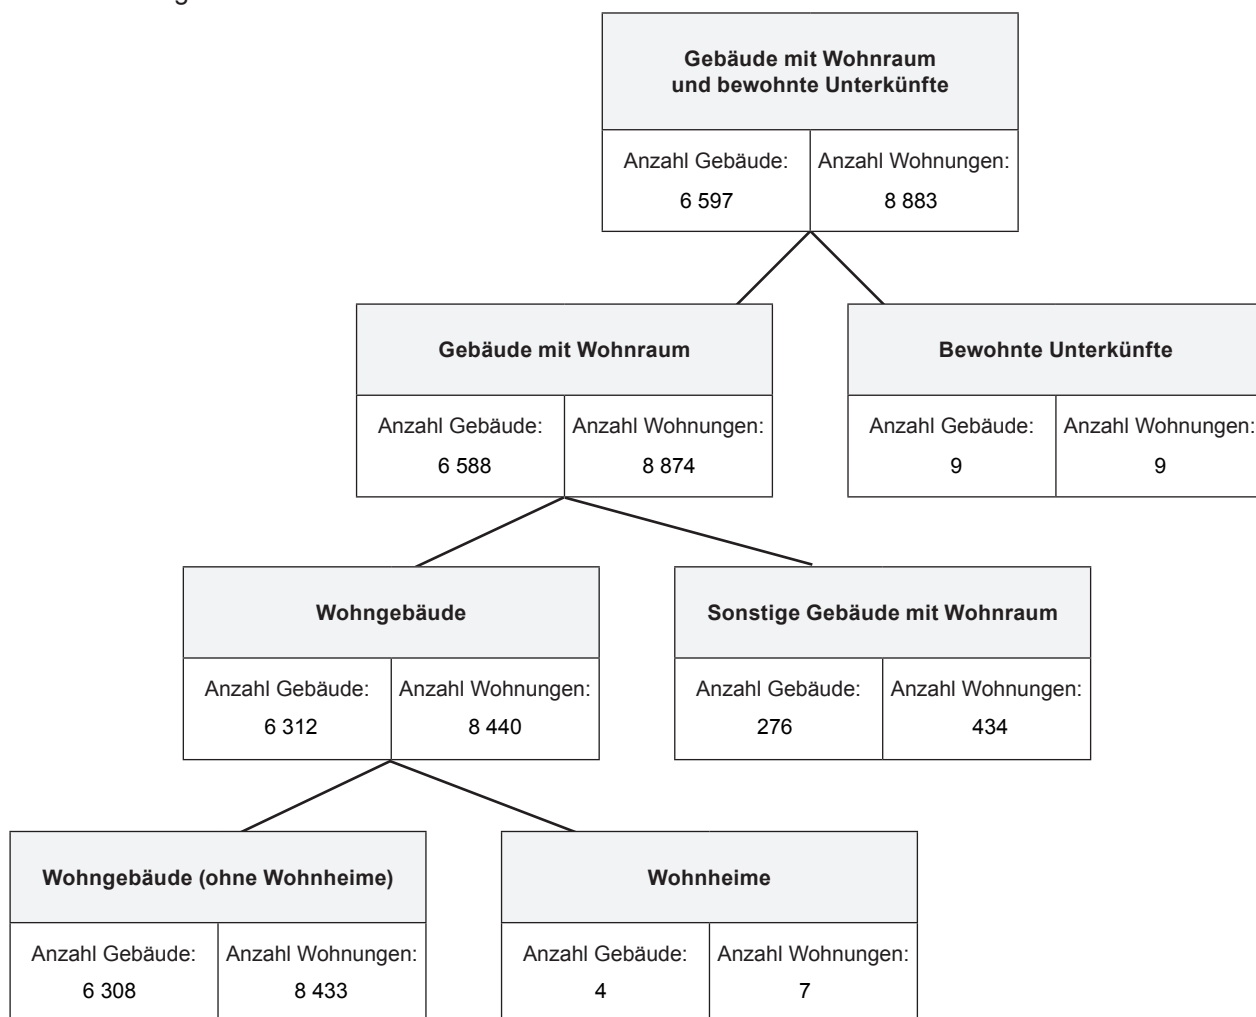 Gebäude mit Wohnraum
und bewohnte Unterkünfte
Anzahl Gebäude: Anzahl Wohnungen:
6 597 8 883
Gebäude mit Wohnraum
Anzahl Gebäude: Anzahl Wohnungen:
6 588 8 874
Bewohnte Unterkünfte
Anzahl Gebäude: Anzahl Wohnungen:
9 9
Wohngebäude
Anzahl Gebäude: Anzahl Wohnungen:
6 312 8 440
Sonstige Gebäude mit Wohnraum
Anzahl Gebäude: Anzahl Wohnungen:
276 434
Wohngebäude (ohne Wohnheime)
Anzahl Gebäude: Anzahl Wohnungen:
6 308 8 433
Wohnheime
Anzahl Gebäude: Anzahl Wohnungen:
4 7